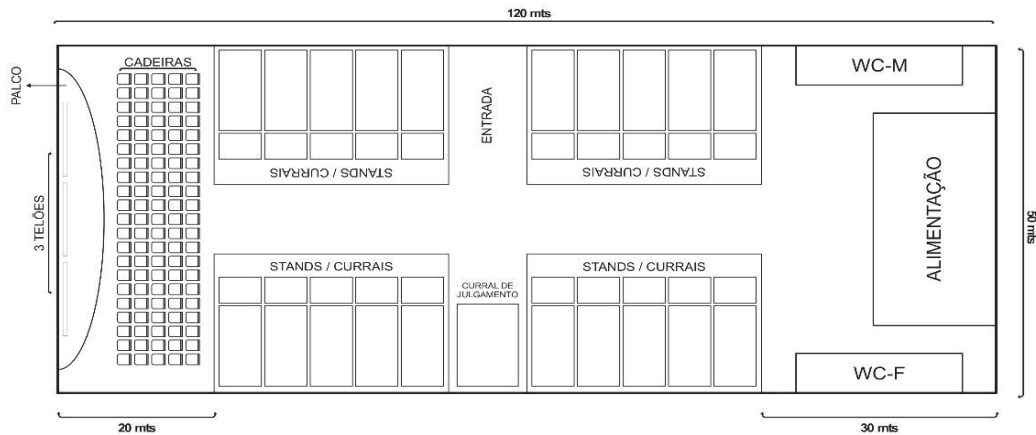 120 mts
PALCO
CADEIRAS
3 TELÕES
STANDS / CURRAIS
ENTRADA
STANDS / CURRAIS
WC-M
ALIMENTAÇÃO
50 mts
STANDS / CURRAIS
CURRAL DE
JULGAMENTO
STANDS / CURRAIS
WC-F
20 mts
30 mts